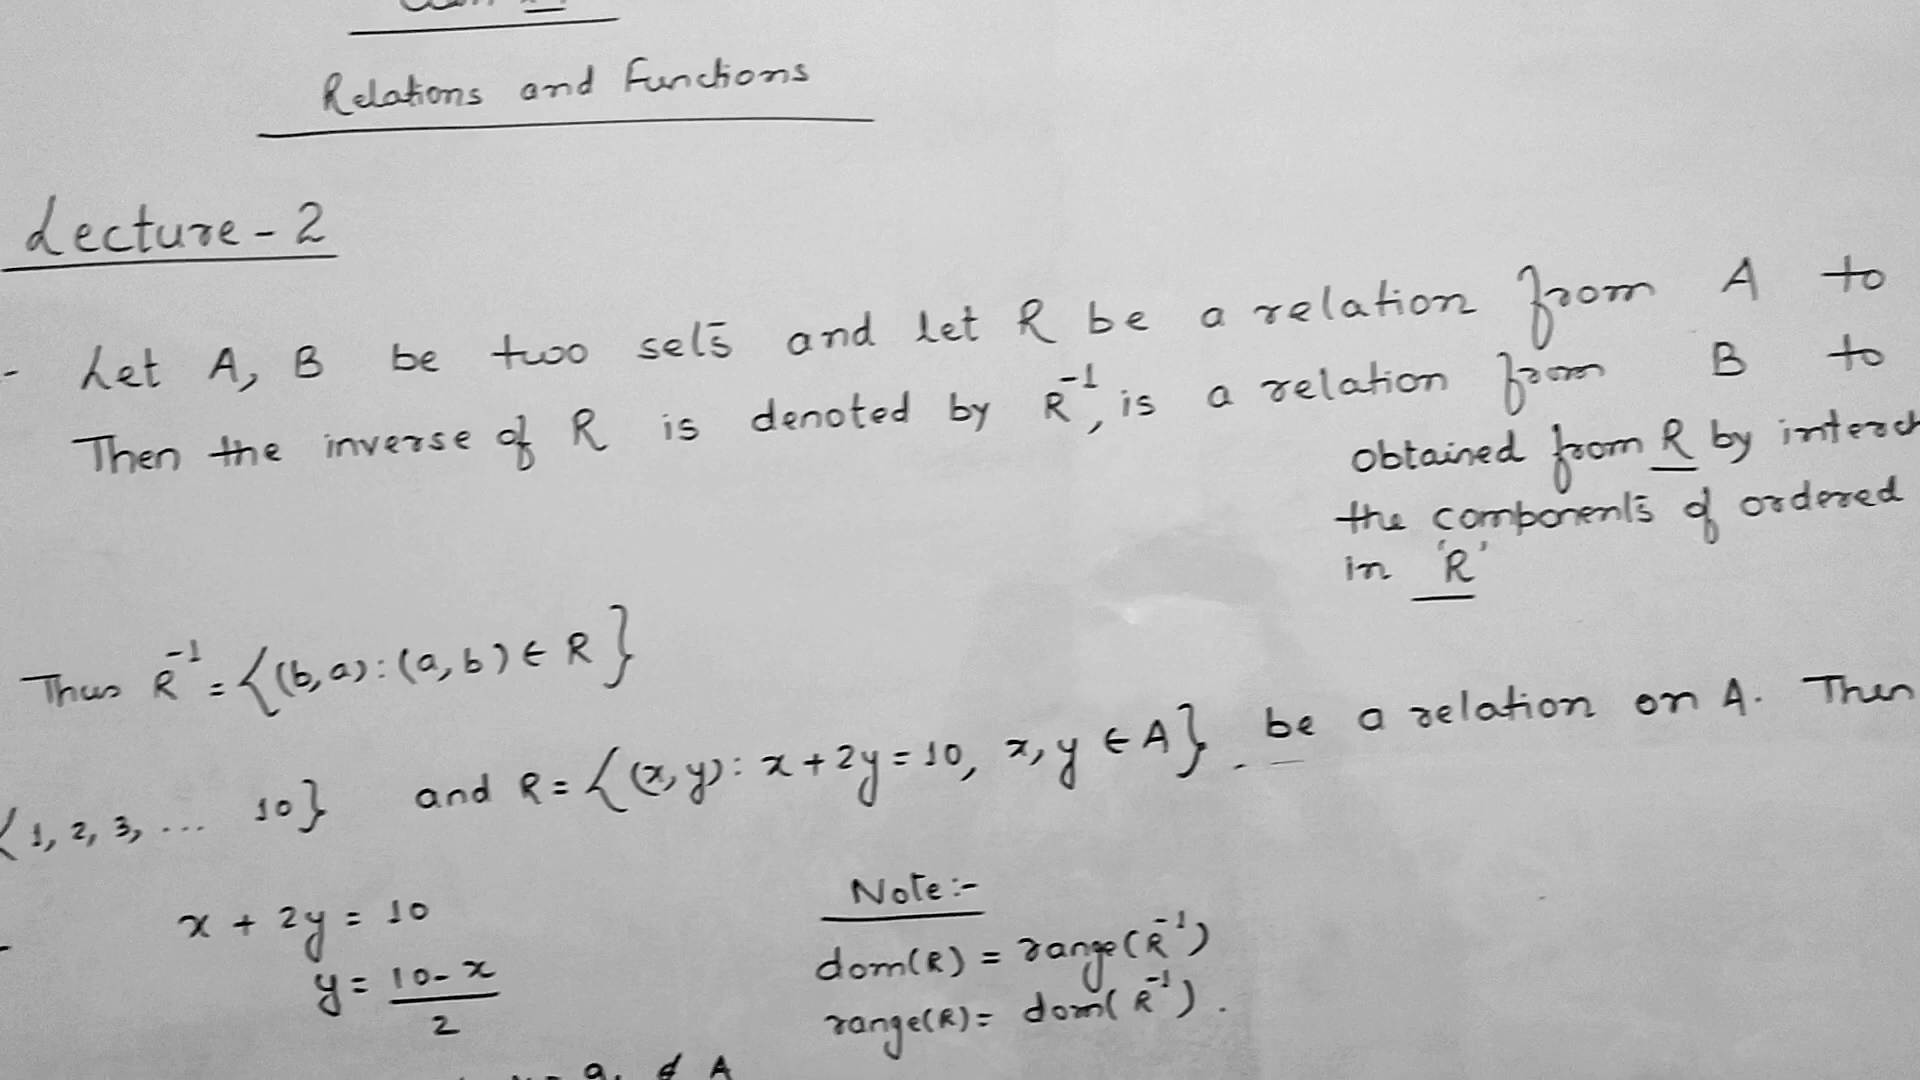 Relations and Functions
Lecture - 2
- Let A, B be two sets and let R be a relation from A to
Then the inverse of R is denoted by R⁻¹, is a relation from B to
obtained from R by interch
the components of ordered
in 'R'
Thus R⁻¹ = {(b,a) : (a,b) ∈ R}
{1, 2, 3, ... 10} and R = {(x,y) : x + 2y = 10, x, y ∈ A} be a relation on A. Then
x + 2y = 10
y = (10 - x)/2
Note :-
dom(R) = range(R⁻¹)
range(R) = dom(R⁻¹).
∉ A